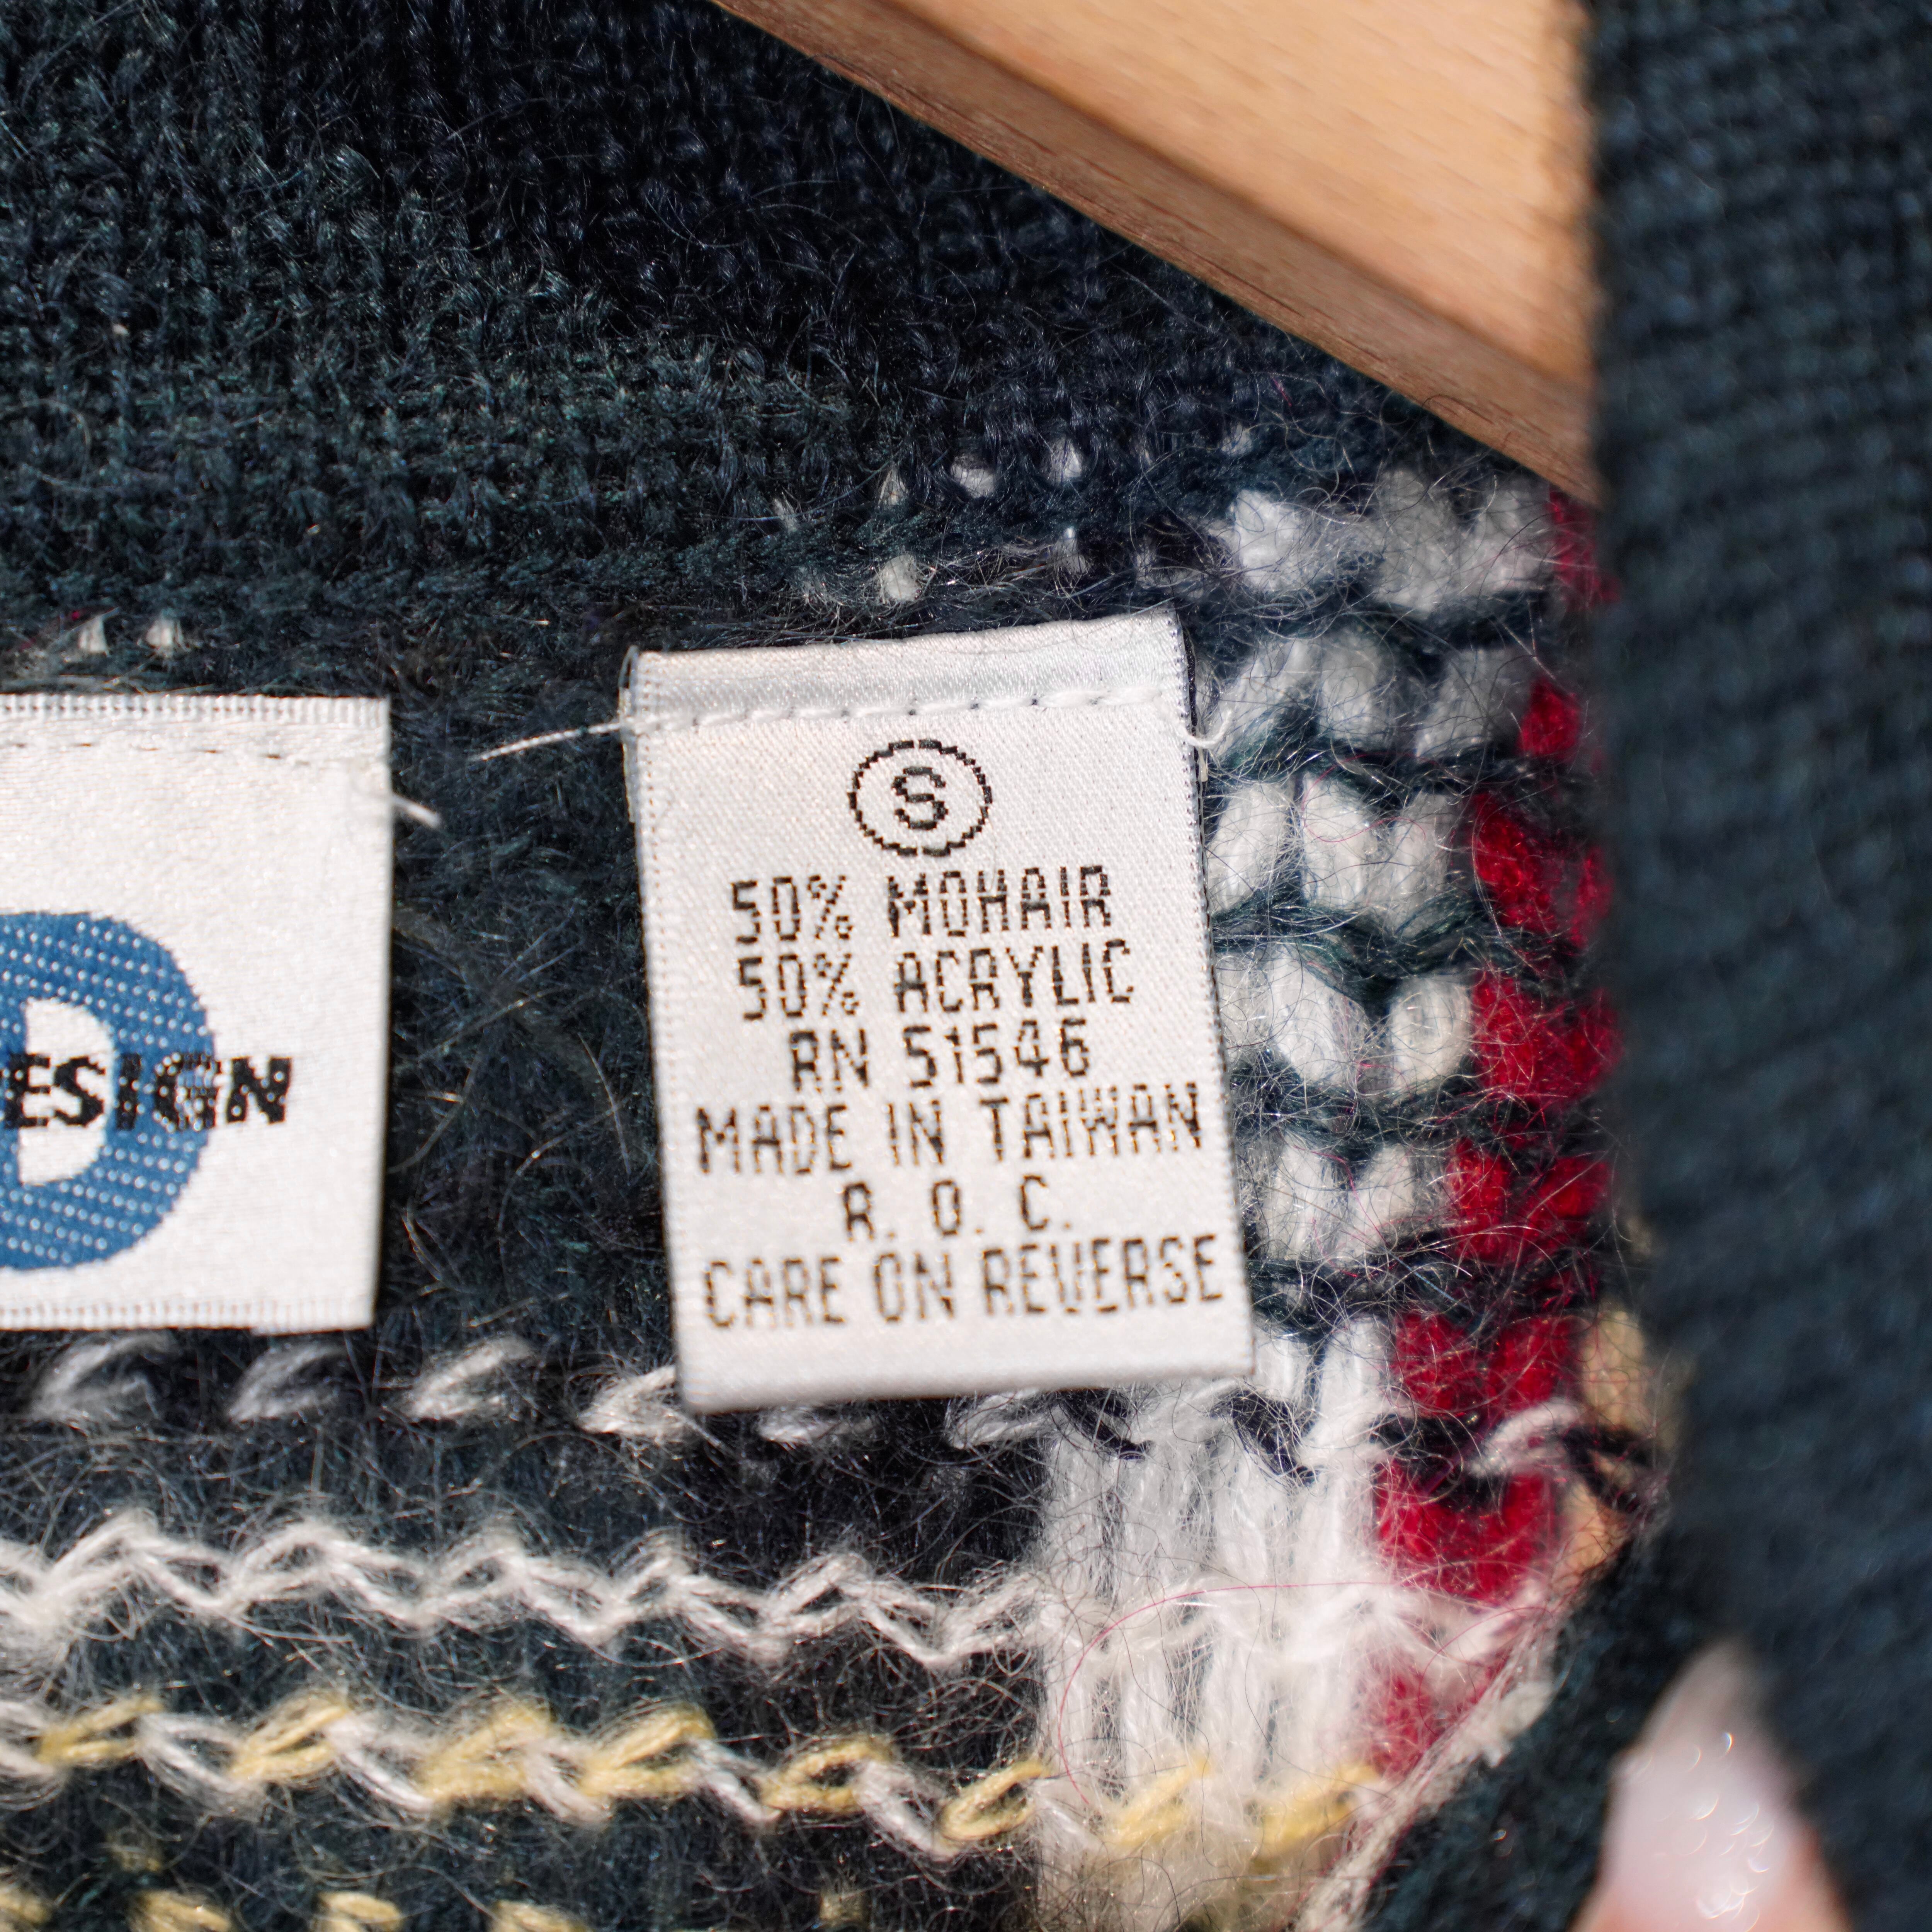 S
50% MOHAIR
50% ACRYLIC
RN 51546
MADE IN TAIWAN
R. O. C.
CARE ON REVERSE
D
ESIGN